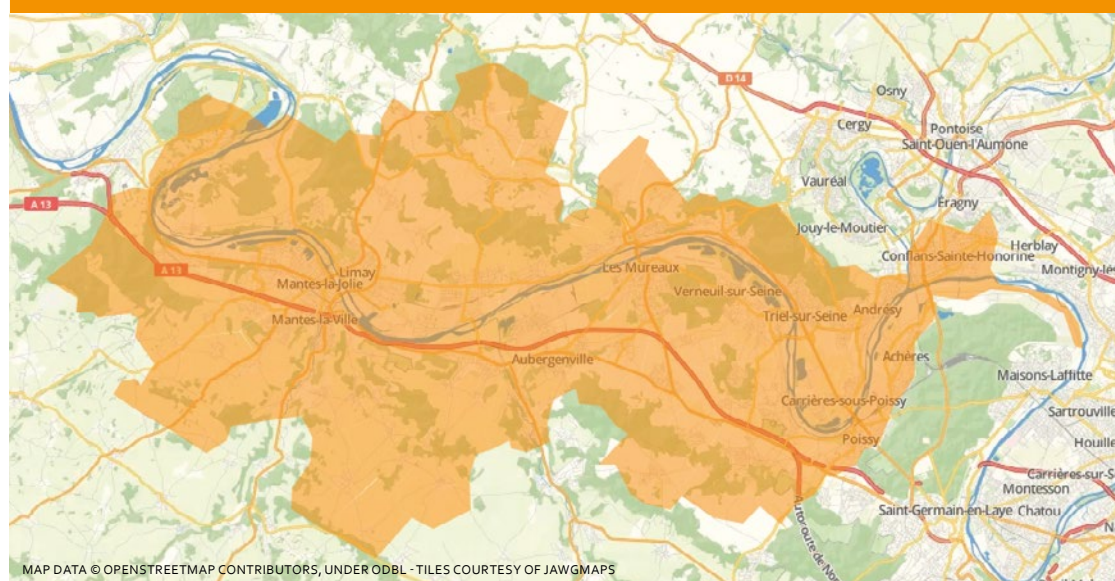 D 14
Osny
Cergy
Pontoise
Saint-Ouen-l'Aumone
Vauréal
Éragny
A 13
Jouy-le-Moutier
Herblay
Conflans-Sainte-Honorine
Montigny-lè
A 13
Limay
Les Mureaux
Mantes-la-Jolie
Verneuil-sur-Seine
Triel-sur-Seine
Andrésy
Mantes-la-Ville
Aubergenville
Achères
Maisons-Laffitte
Carrières-sous-Poissy
Sartrouville
Poissy
Houille
Carrières-sur-S
Montesson
Saint-Germain-en-Laye
Chatou
Autoroute de Nor
N
MAP DATA © OPENSTREETMAP CONTRIBUTORS, UNDER ODBL - TILES COURTESY OF JAWGMAPS